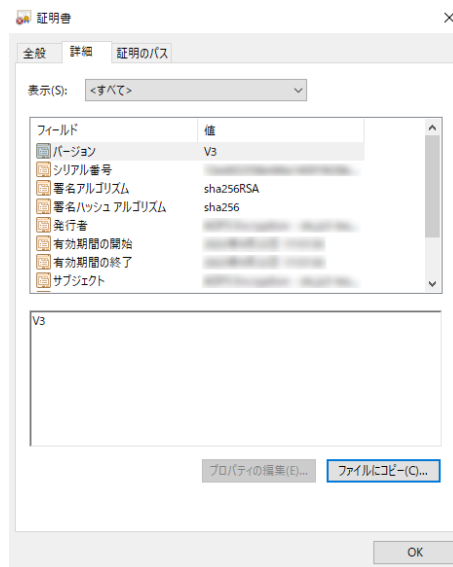 証明書
全般 詳細 証明のパス
表示(S): <すべて>
フィールド 値
バージョン V3
シリアル番号
署名アルゴリズム sha256RSA
署名ハッシュ アルゴリズム sha256
発行者
有効期間の開始
有効期間の終了
サブジェクト
V3
プロパティの編集(E)... ファイルにコピー(C)...
OK